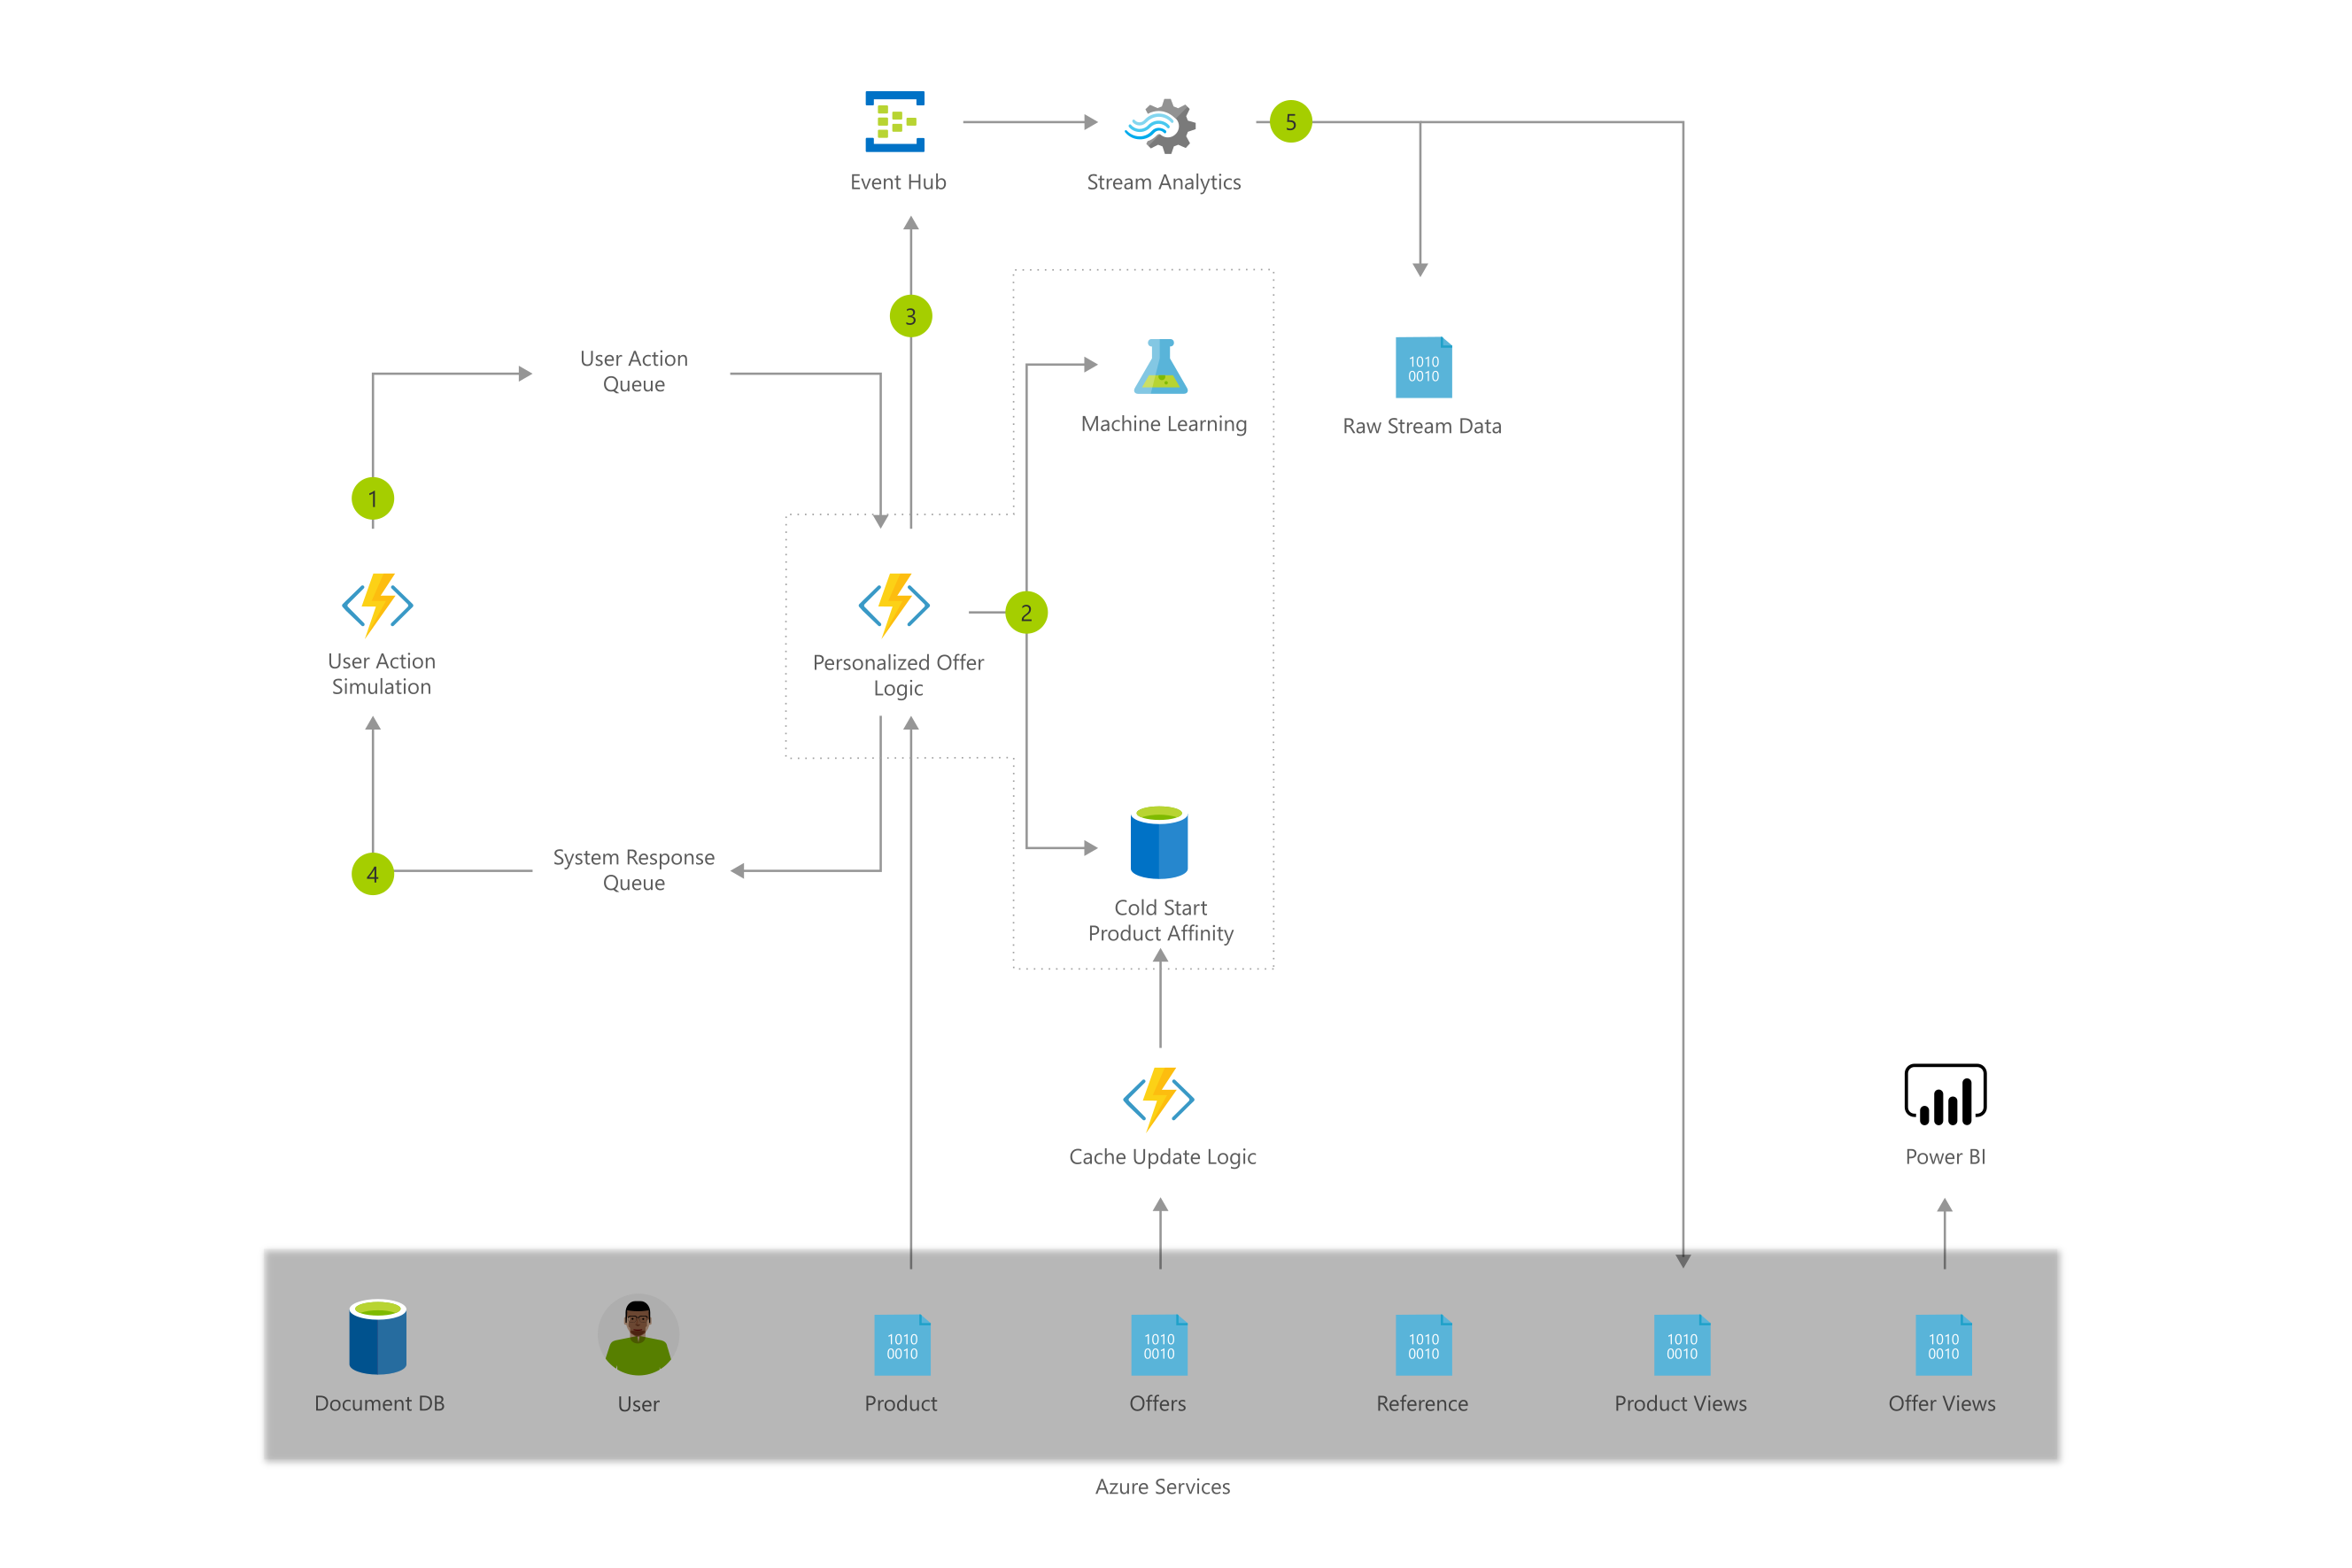 Event Hub
Stream Analytics
5
3
User Action
Queue
Machine Learning
1010
0010
Raw Stream Data
1
2
User Action
Simulation
Personalized Offer
Logic
System Response
Queue
4
Cold Start
Product Affinity
Cache Update Logic
Power BI
Document DB
User
1010
0010
Product
1010
0010
Offers
1010
0010
Reference
1010
0010
Product Views
1010
0010
Offer Views
Azure Services